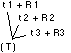 t1 + R1
t2 + R2
t3 + R3
(T)